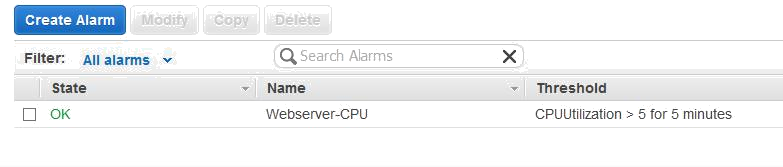 Create Alarm Modify Copy Delete
Filter: All alarms Search Alarms
State Name Threshold
OK Webserver-CPU CPUUtilization > 5 for 5 minutes